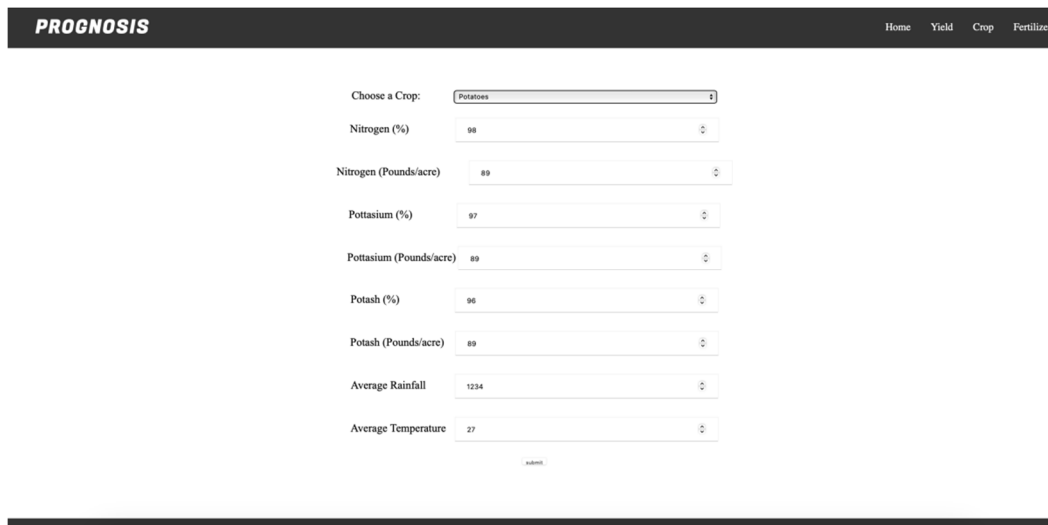 PROGNOSIS Home Yield Crop Fertilize
Choose a Crop: Potatoes
Nitrogen (%) 98
Nitrogen (Pounds/acre) 89
Pottasium (%) 97
Pottasium (Pounds/acre) 89
Potash (%) 96
Potash (Pounds/acre) 89
Average Rainfall 1234
Average Temperature 27
submit